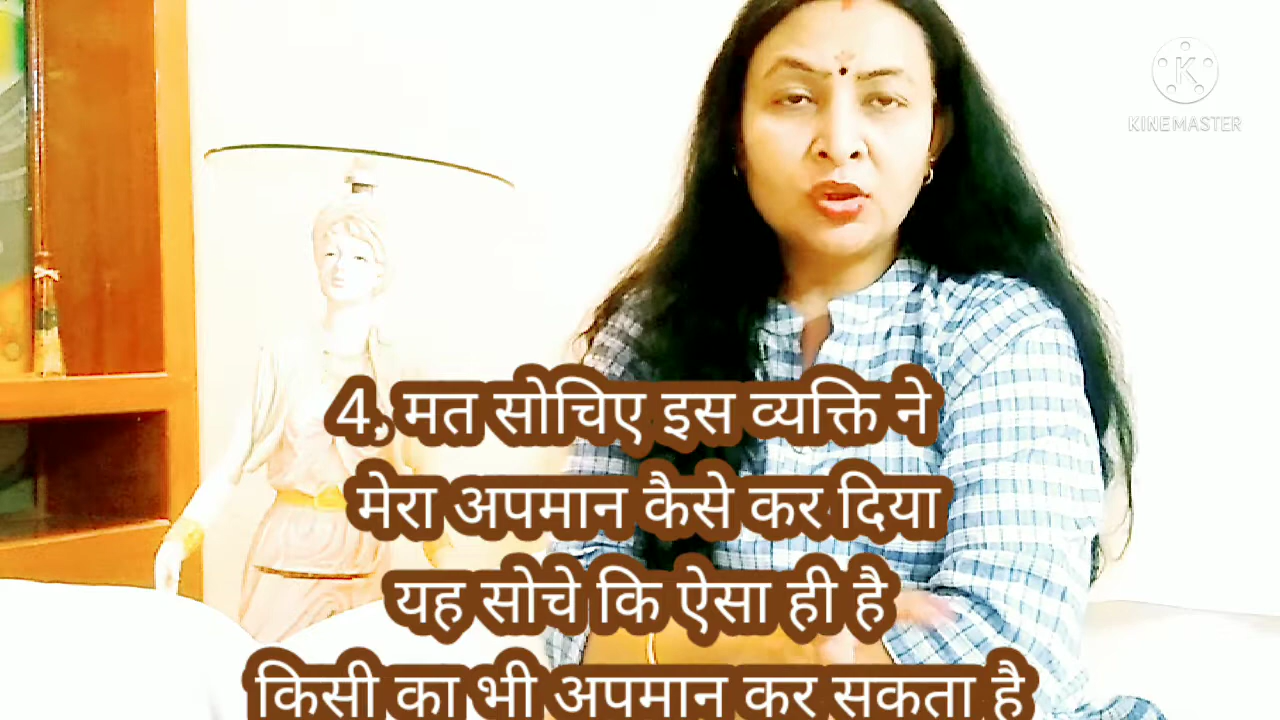 KINEMASTER
4, मत सोचिए इस व्यक्ति ने
मेरा अपमान कैसे कर दिया
यह सोचे कि ऐसा ही है
किसी का भी अपमान कर सकता है